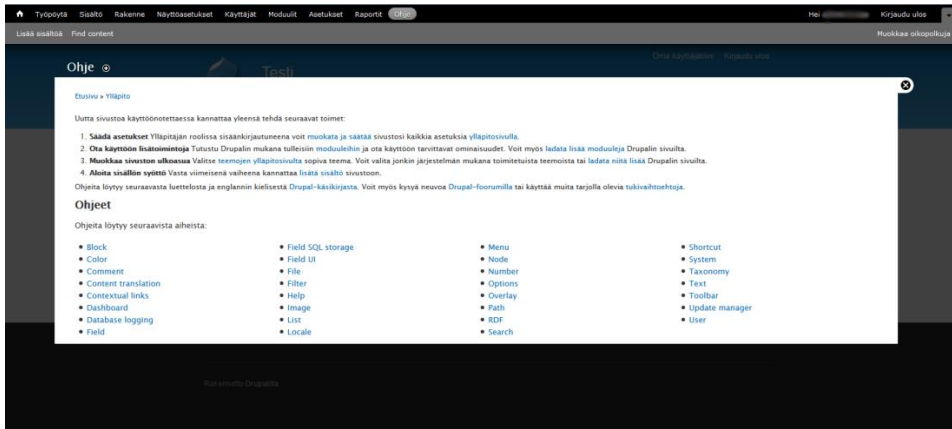 Työpöytä Sisältö Rakenne Näyttöasetukset Käyttäjät Moduulit Asetukset Raportit Ohje Hei Kirjaudu ulos
Lisää sisältöä Find content Muokkaa oikopolkuja
Oma käyttäjätilini Kirjaudu ulos
Ohje Testi
Etusivu » Ylläpito
Uutta sivustoa käyttöönotettaessa kannattaa yleensä tehdä seuraavat toimet:
1. Säädä asetukset Ylläpitäjän roolissa sisäänkirjautuneena voit muokata ja säätää sivustosi kaikkia asetuksia ylläpitosivulla.
2. Ota käyttöön lisätoimintoja Tutustu Drupalin mukana tulleisiin moduuleihin ja ota käyttöön tarvittavat ominaisuudet. Voit myös ladata lisää moduuleja Drupalin sivuilta.
3. Muokkaa sivuston ulkoasua Valitse teemojen ylläpitosivulta sopiva teema. Voit valita jonkin järjestelmän mukana toimitetuista teemoista tai ladata niitä lisää Drupalin sivuilta.
4. Aloita sisällön syöttö Vasta viimeisenä vaiheena kannattaa lisätä sisältö sivustoon.
Ohjeita löytyy seuraavasta luettelosta ja englannin kielisestä Drupal-käsikirjasta. Voit myös kysyä neuvoa Drupal-foorumilla tai käyttää muita tarjolla olevia tukivaihtoehtoja.
Ohjeet
Ohjeita löytyy seuraavista aiheista:
Block
Color
Comment
Content translation
Contextual links
Dashboard
Database logging
Field
Field SQL storage
Field UI
File
Filter
Help
Image
List
Locale
Menu
Node
Number
Options
Overlay
Path
RDF
Search
Shortcut
System
Taxonomy
Text
Toolbar
Update manager
User
Rakennettu Drupalilla